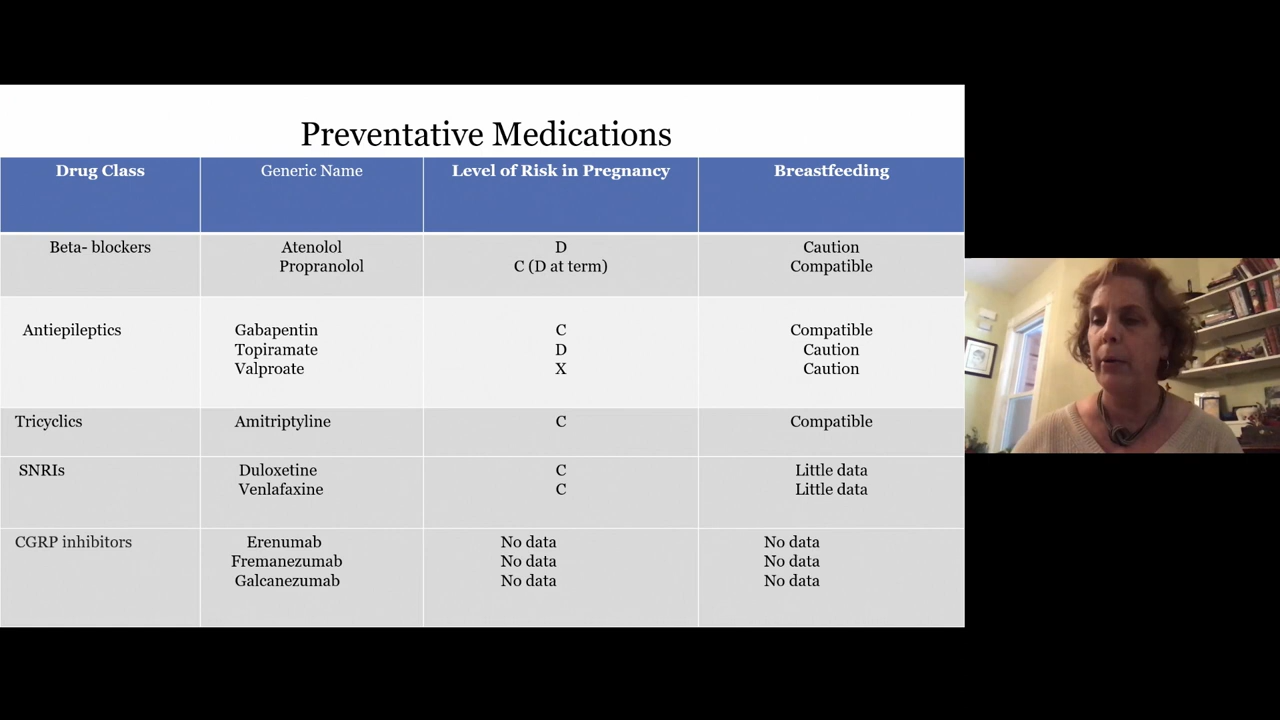 Preventative Medications
Drug Class Generic Name Level of Risk in Pregnancy Breastfeeding
Beta- blockers Atenolol D Caution
Propranolol C (D at term) Compatible
Antiepileptics Gabapentin C Compatible
Topiramate D Caution
Valproate X Caution
Tricyclics Amitriptyline C Compatible
SNRIs Duloxetine C Little data
Venlafaxine C Little data
CGRP inhibitors Erenumab No data No data
Fremanezumab No data No data
Galcanezumab No data No data